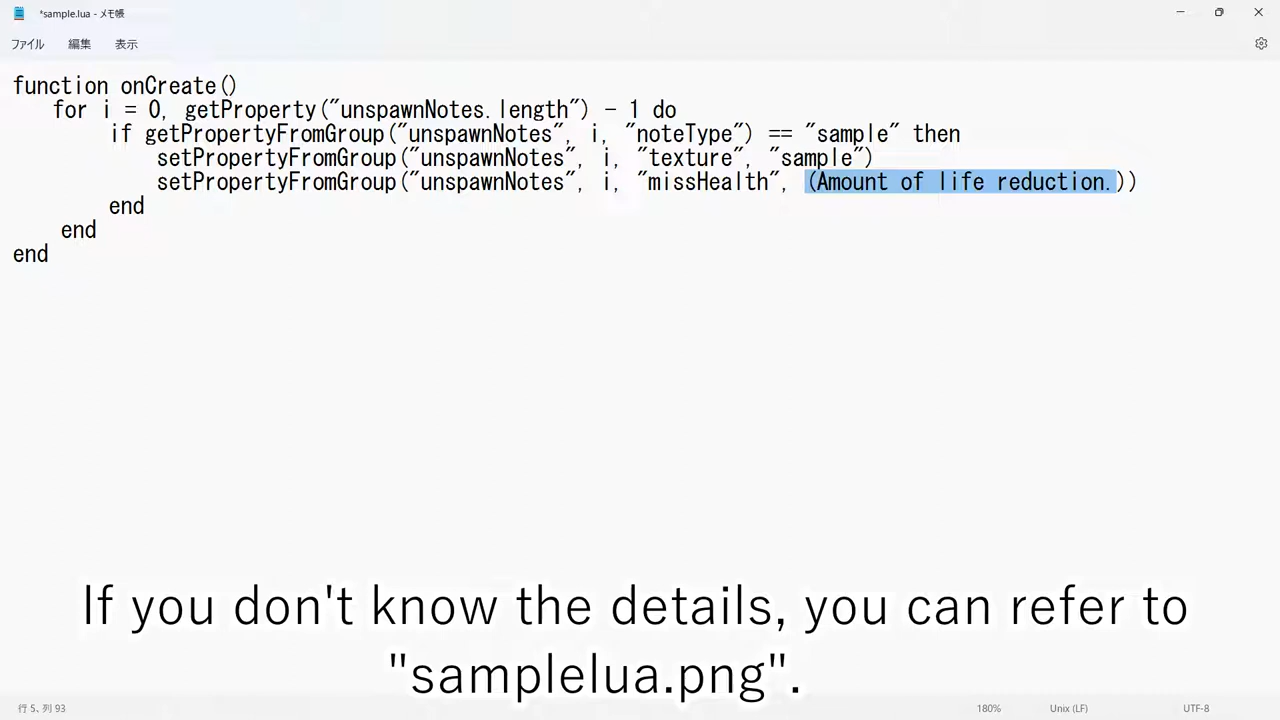 *sample.lua - メモ帳
ファイル 編集 表示
function onCreate()
for i = 0, getProperty("unspawnNotes.length") - 1 do
if getPropertyFromGroup("unspawnNotes", i, "noteType") == "sample" then
setPropertyFromGroup("unspawnNotes", i, "texture", "sample")
setPropertyFromGroup("unspawnNotes", i, "missHealth", (Amount of life reduction.))
end
end
end
If you don't know the details, you can refer to
"samplelua.png".
行 5、列 93 180% Unix (LF) UTF-8